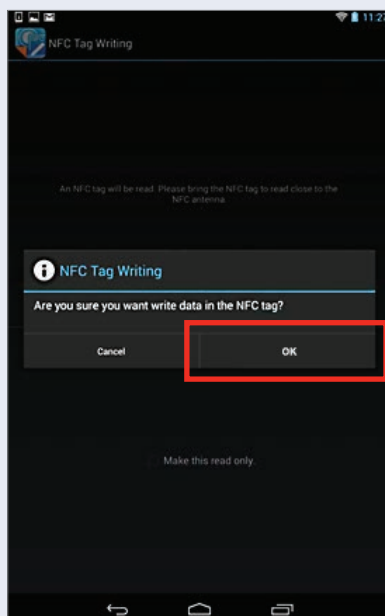 11:27
NFC Tag Writing
An NFC tag will be read. Please bring the NFC tag to read close to the
NFC antenna.
NFC Tag Writing
Are you sure you want write data in the NFC tag?
Cancel
OK
Make this read only.